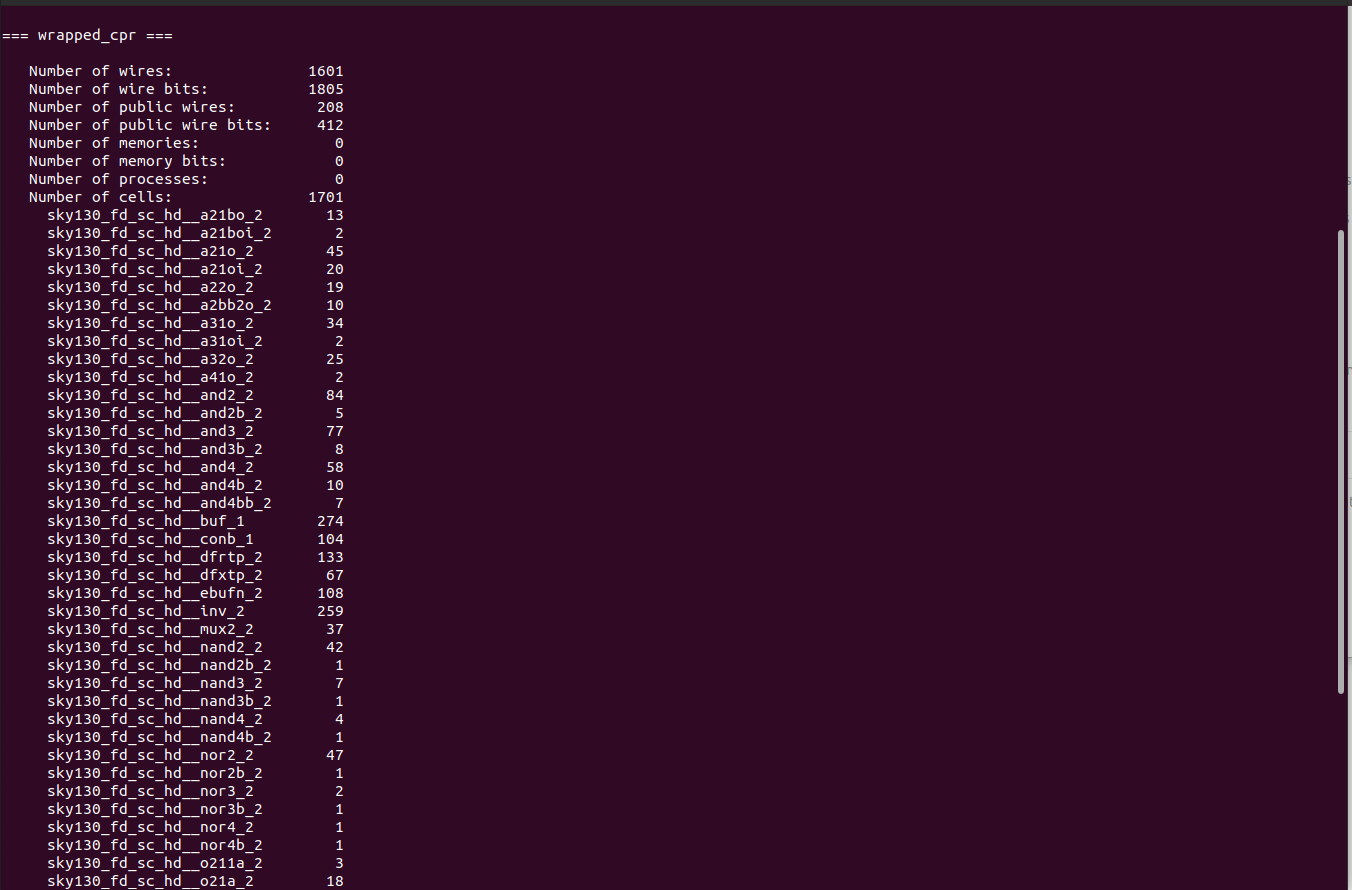 === wrapped_cpr ===
Number of wires: 1601
Number of wire bits: 1805
Number of public wires: 208
Number of public wire bits: 412
Number of memories: 0
Number of memory bits: 0
Number of processes: 0
Number of cells: 1701
sky130_fd_sc_hd__a21bo_2 13
sky130_fd_sc_hd__a21boi_2 2
sky130_fd_sc_hd__a21o_2 45
sky130_fd_sc_hd__a21oi_2 20
sky130_fd_sc_hd__a22o_2 19
sky130_fd_sc_hd__a2bb2o_2 10
sky130_fd_sc_hd__a31o_2 34
sky130_fd_sc_hd__a31oi_2 2
sky130_fd_sc_hd__a32o_2 25
sky130_fd_sc_hd__a41o_2 2
sky130_fd_sc_hd__and2_2 84
sky130_fd_sc_hd__and2b_2 5
sky130_fd_sc_hd__and3_2 77
sky130_fd_sc_hd__and3b_2 8
sky130_fd_sc_hd__and4_2 58
sky130_fd_sc_hd__and4b_2 10
sky130_fd_sc_hd__and4bb_2 7
sky130_fd_sc_hd__buf_1 274
sky130_fd_sc_hd__conb_1 104
sky130_fd_sc_hd__dfrtp_2 133
sky130_fd_sc_hd__dfxtp_2 67
sky130_fd_sc_hd__ebufn_2 108
sky130_fd_sc_hd__inv_2 259
sky130_fd_sc_hd__mux2_2 37
sky130_fd_sc_hd__nand2_2 42
sky130_fd_sc_hd__nand2b_2 1
sky130_fd_sc_hd__nand3_2 7
sky130_fd_sc_hd__nand3b_2 1
sky130_fd_sc_hd__nand4_2 4
sky130_fd_sc_hd__nand4b_2 1
sky130_fd_sc_hd__nor2_2 47
sky130_fd_sc_hd__nor2b_2 1
sky130_fd_sc_hd__nor3_2 2
sky130_fd_sc_hd__nor3b_2 1
sky130_fd_sc_hd__nor4_2 1
sky130_fd_sc_hd__nor4b_2 1
sky130_fd_sc_hd__o211a_2 3
sky130_fd_sc_hd__o21a_2 18